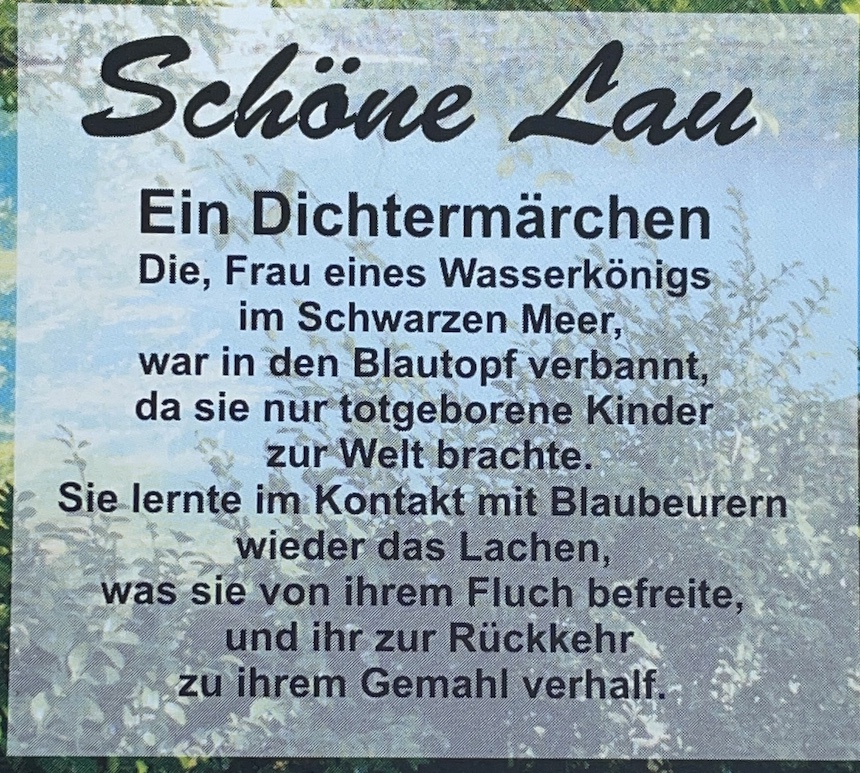 Schöne Lau
Ein Dichtermärchen
Die, Frau eines Wasserkönigs
im Schwarzen Meer,
war in den Blautopf verbannt,
da sie nur totgeborene Kinder
zur Welt brachte.
Sie lernte im Kontakt mit Blaubeurern
wieder das Lachen,
was sie von ihrem Fluch befreite,
und ihr zur Rückkehr
zu ihrem Gemahl verhalf.